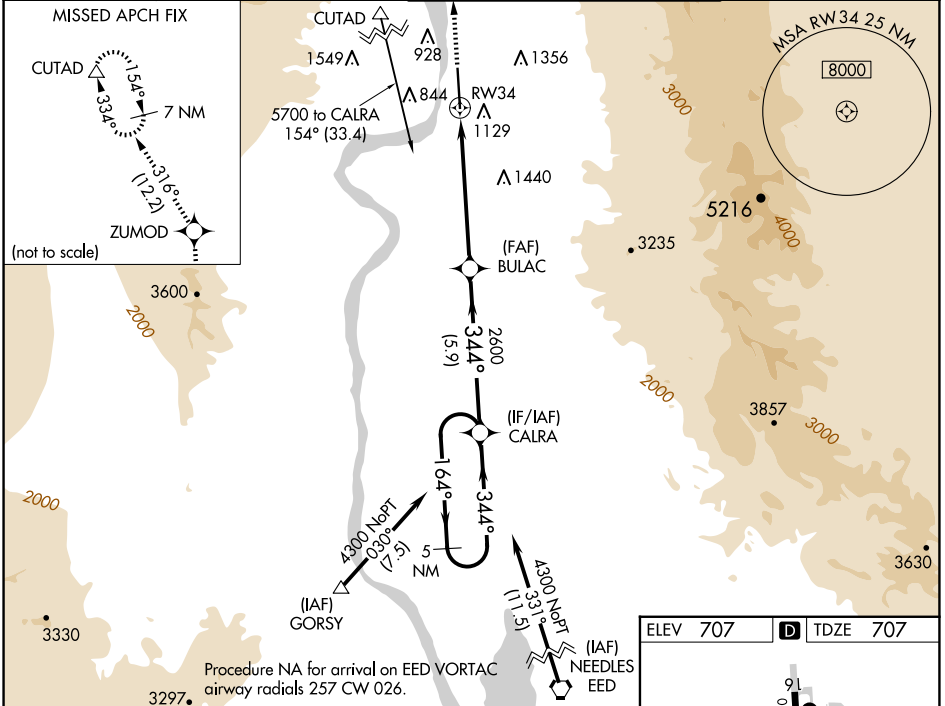 MISSED APCH FIX
CUTAD
154°
334°
7 NM
316°
(12.2)
ZUMOD
(not to scale)
CUTAD
1549
928
1356
844
RW34
1129
5700 to CALRA
154° (33.4)
1440
MSA RW34 25 NM
8000
3000
5216
4000
3235
(FAF)
BULAC
3600
2000
2600
344°
(5.9)
2000
3857
3000
(IF/IAF)
CALRA
164°
344°
2000
4300 NoPT
030°
(7.5)
5
NM
4300 NoPT
331°
(11.5)
3630
(IAF)
GORSY
3330
(IAF)
NEEDLES
EED
Procedure NA for arrival on EED VORTAC
airway radials 257 CW 026.
3297
ELEV 707
D
TDZE 707
16